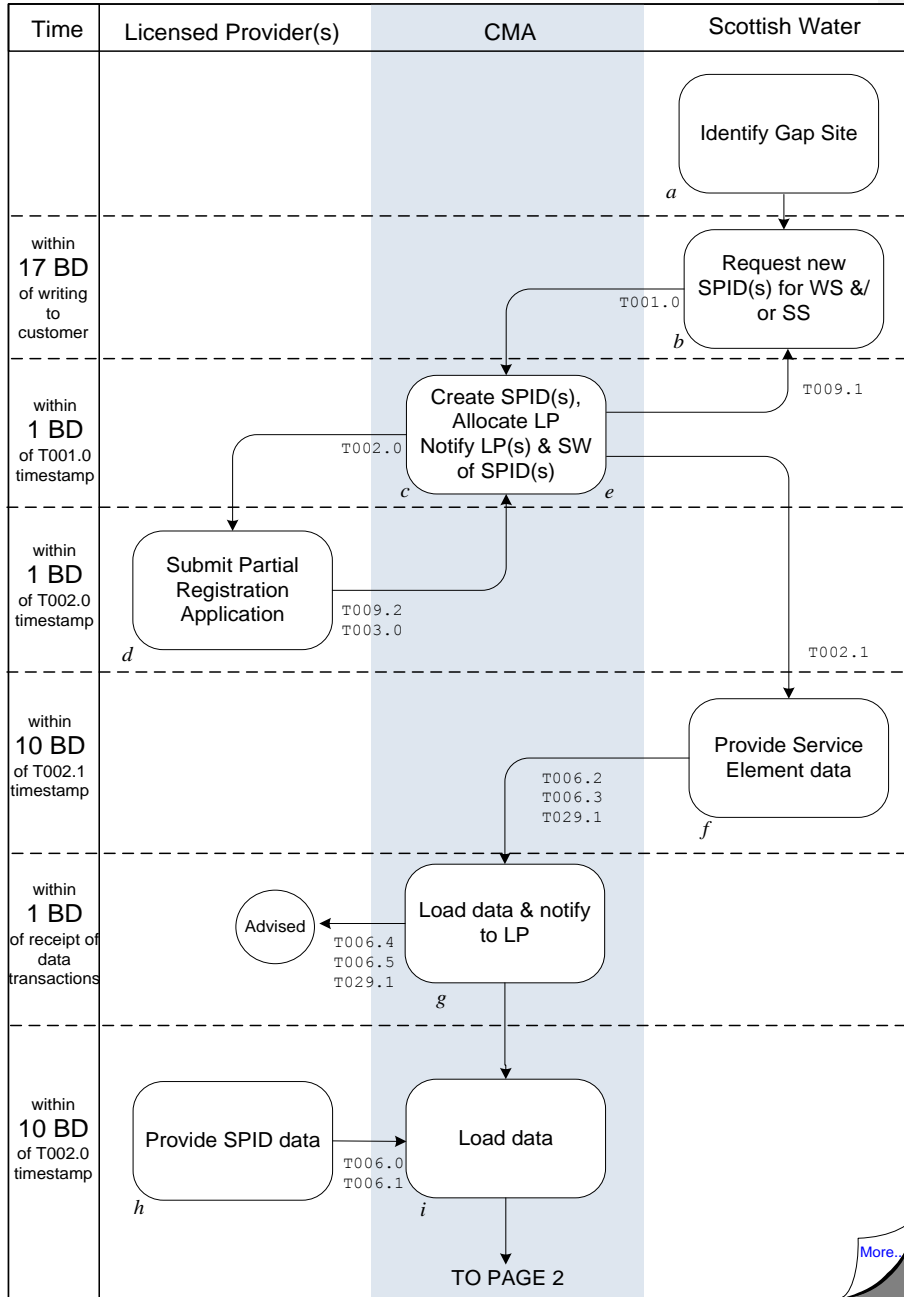 Time
Licensed Provider(s)
CMA
Scottish Water
Identify Gap Site
a
within
17 BD
of writing
to
customer
Request new
SPID(s) for WS &/
or SS
b
T001.0
within
1 BD
of T001.0
timestamp
Create SPID(s),
Allocate LP
Notify LP(s) & SW
of SPID(s)
c
e
T009.1
T002.0
within
1 BD
of T002.0
timestamp
Submit Partial
Registration
Application
d
T009.2
T003.0
T002.1
within
10 BD
of T002.1
timestamp
Provide Service
Element data
f
T006.2
T006.3
T029.1
within
1 BD
of receipt of
data
transactions
Advised
Load data & notify
to LP
g
T006.4
T006.5
T029.1
within
10 BD
of T002.0
timestamp
Provide SPID data
h
T006.0
T006.1
Load data
i
TO PAGE 2
More..